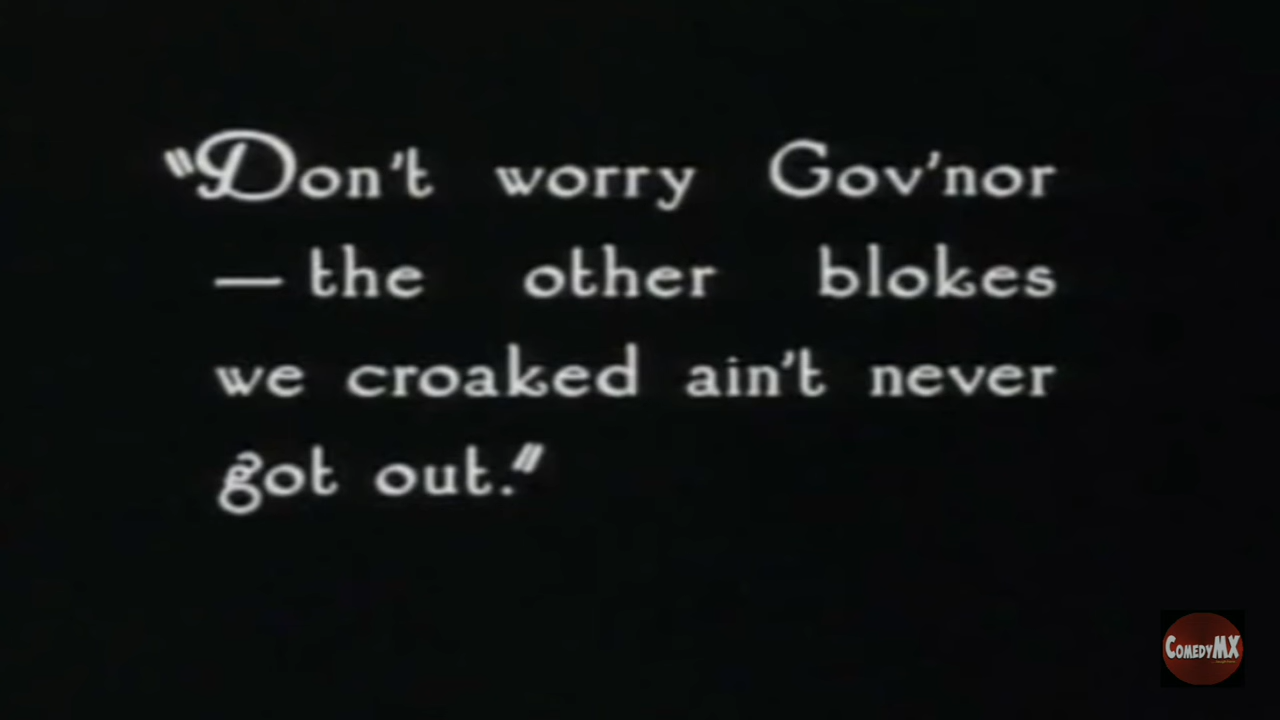 "Don't worry Gov'nor
— the other blokes
we croaked ain't never
got out."
COMEDYMX